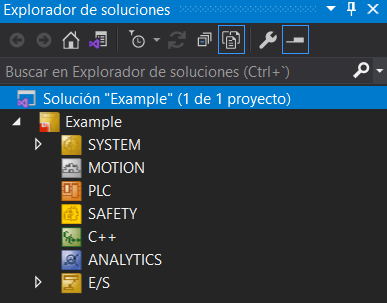 Explorador de soluciones
Buscar en Explorador de soluciones (Ctrl+`)
Solución "Example" (1 de 1 proyecto)
Example
SYSTEM
MOTION
PLC
SAFETY
C++
ANALYTICS
E/S